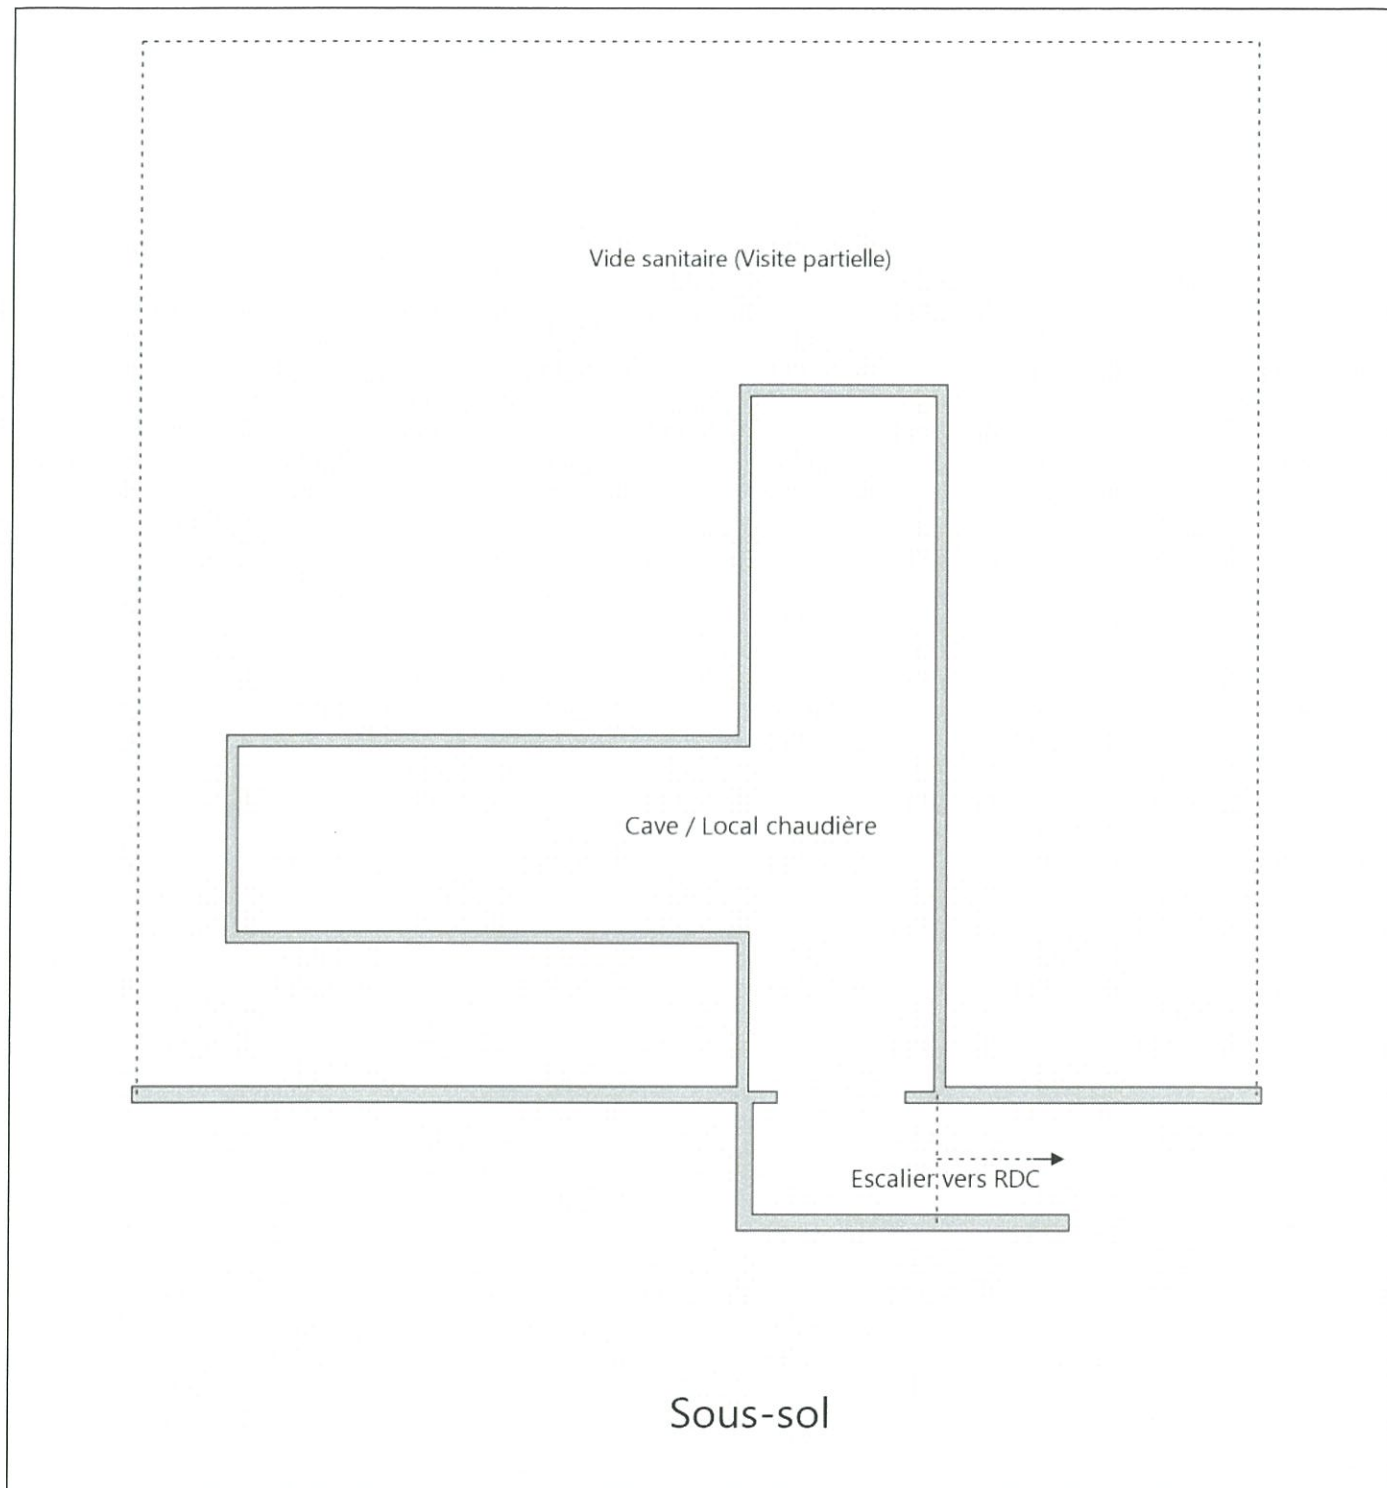 Vide sanitaire (Visite partielle)
Cave / Local chaudière
Escalier vers RDC
Sous-sol